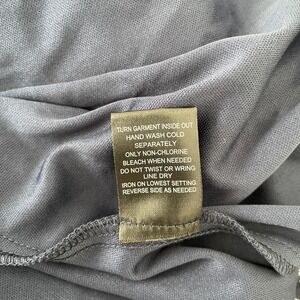 TURN GARMENT INSIDE OUT
HAND WASH COLD
SEPARATELY
ONLY NON-CHLORINE
BLEACH WHEN NEEDED
DO NOT TWIST OR WRING
LINE DRY
IRON ON LOWEST SETTING
REVERSE SIDE AS NEEDED